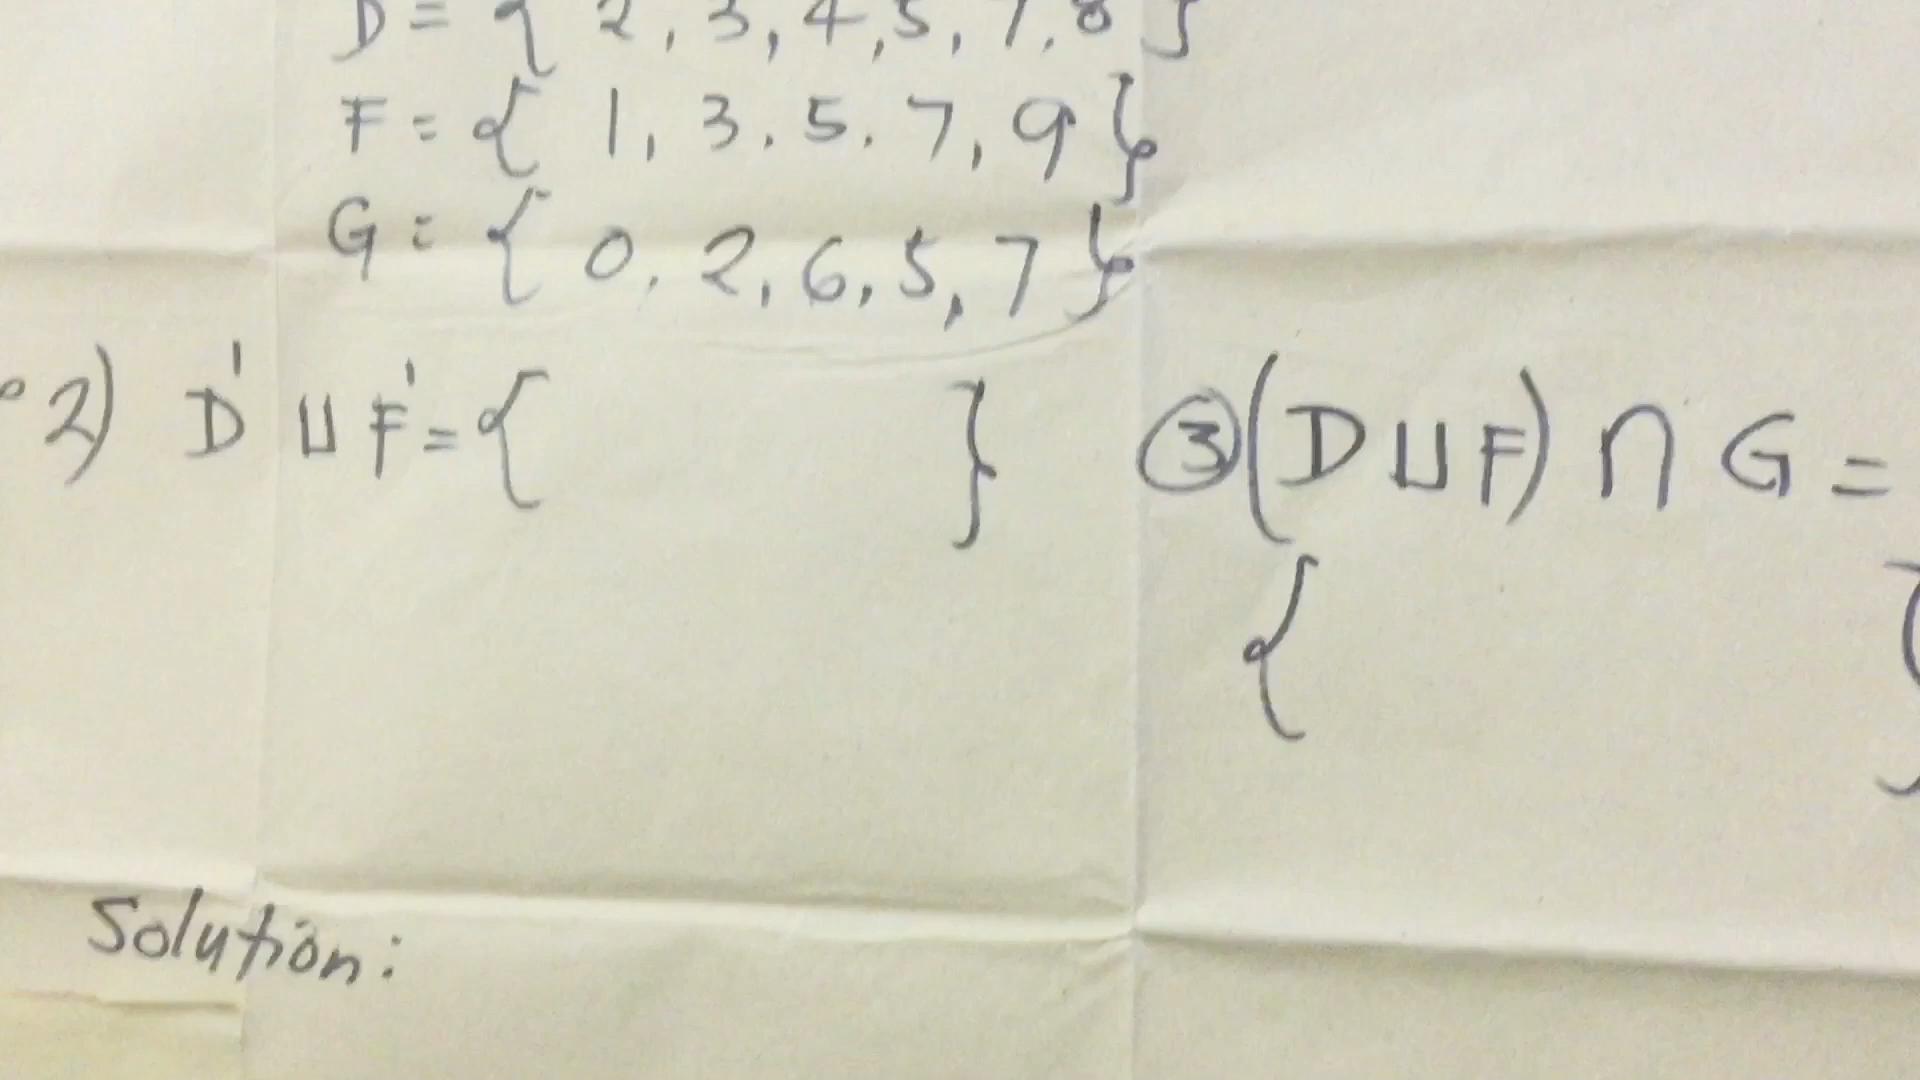 D = { 2, 3, 4, 5, 7, 8 }
F = { 1, 3, 5, 7, 9 }
G = { 0, 2, 6, 5, 7 }
2) D' ⊔ F' = { }
③ (D ⊔ F) ∩ G =
{ }
Solution: